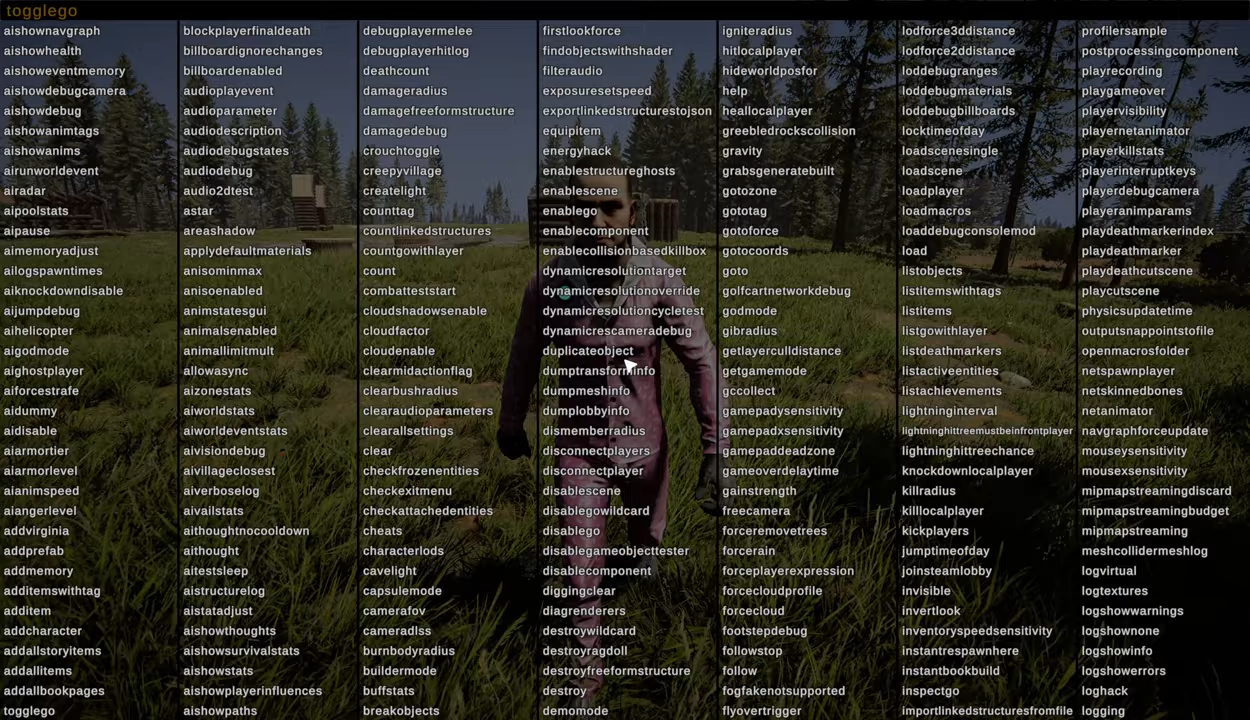 togglego
aishownavgraph
aishowhealth
aishoweventmemory
aishowdebugcamera
aishowdebug
aishowanimtags
aishowanims
airunworldevent
airadar
aipoolstats
aipause
aimemoryadjust
ailogspawntimes
aiknockdowndisable
aijumpdebug
aihelicopter
aigodmode
aighostplayer
aiforcestrafe
aidummy
aidisable
aiarmortier
aiarmorlevel
aianimspeed
aiangerlevel
addvirginia
addprefab
addmemory
additemswithtag
additem
addcharacter
addallstoryitems
addallitems
addallbookpages
togglego
blockplayerfinaldeath
billboardignorechanges
billboardenabled
audioplayevent
audioparameter
audiodescription
audiodebugstates
audiodebug
audio2dtest
astar
areashadow
applydefaultmaterials
anisominmax
anisoenabled
animstatesgui
animalsenabled
animallimitmult
allowasync
aizonestats
aiworldstats
aiworldeventstats
aivisiondebug
aivillageclosest
aiverboselog
aivailstats
aithoughtnocooldown
aithought
aitestsleep
aistructurelog
aistatadjust
aishowthoughts
aishowsurvivalstats
aishowstats
aishowplayerinfluences
aishowpaths
debugplayermelee
debugplayerhitlog
deathcount
damageradius
damagefreeformstructure
damagedebug
crouchtoggle
creepyvillage
createlight
counttag
countlinkedstructures
countgowithlayer
count
combatteststart
cloudshadowsenable
cloudfactor
cloudenable
clearmidactionflag
clearbushradius
clearaudioparameters
clearallsettings
clear
checkfrozenentities
checkexitmenu
checkattachedentities
cheats
characterlods
cavelight
capsulemode
camerafov
cameradlss
burnbodyradius
buildermode
buffstats
breakobjects
firstlookforce
findobjectswithshader
filteraudio
exposuresetspeed
exportlinkedstructurestojson
equipitem
energyhack
enablestructureghosts
enablescene
enablego
enablecomponent
enablecollisionbasedkillbox
dynamicresolutiontarget
dynamicresolutionoverride
dynamicresolutioncycletest
dynamicrescameradebug
duplicateobject
dumptransforminfo
dumpmeshinfo
dumplobbyinfo
dismemberradius
disconnectplayers
disconnectplayer
disablescene
disablegowildcard
disablego
disablegameobjecttester
disablecomponent
diggingclear
diagrenderers
destroywildcard
destroyragdoll
destroyfreeformstructure
destroy
demomode
igniteradius
hitlocalplayer
hideworldposfor
help
heallocalplayer
greebledrockscollision
gravity
grabsgeneratebuilt
gotozone
gototag
gotoforce
gotocoords
goto
golfcartnetworkdebug
godmode
gibradius
getlayerculldistance
getgamemode
gccollect
gamepadysensitivity
gamepadxsensitivity
gamepaddeadzone
gameoverdelaytime
gainstrength
freecamera
forceremovetrees
forcerain
forceplayerexpression
forcecloudprofile
forcecloud
footstepdebug
followstop
follow
fogfakenotsupported
flyovertrigger
lodforce3ddistance
lodforce2ddistance
loddebugranges
loddebugmaterials
loddebugbillboards
locktimeofday
loadscenesingle
loadscene
loadplayer
loadmacros
loaddebugconsolemod
load
listobjects
listitemswithtags
listitems
listgowithlayer
listdeathmarkers
listactiveentities
listachievements
lightninginterval
lightninghittreemustbeinfrontplayer
lightninghittreechance
knockdownlocalplayer
killradius
killlocalplayer
kickplayers
jumptimeofday
joinsteamlobby
invisible
invertlook
inventoryspeedsensitivity
instantrespawnhere
instantbookbuild
inspectgo
importlinkedstructuresfromfile
profilersample
postprocessingcomponent
playrecording
playgameover
playervisibility
playernetanimator
playerkillstats
playerinterruptkeys
playerdebugcamera
playeranimparams
playdeathmarkerindex
playdeathmarker
playdeathcutscene
playcutscene
physicsupdatetime
outputsnappointstofile
openmacrosfolder
netspawnplayer
netskinnedbones
netanimator
navgraphforceupdate
mouseysensitivity
mousexsensitivity
mipmapstreamingdiscard
mipmapstreamingbudget
mipmapstreaming
meshcollidermeshlog
logvirtual
logtextures
logshowwarnings
logshownone
logshowinfo
logshowerrors
loghack
logging